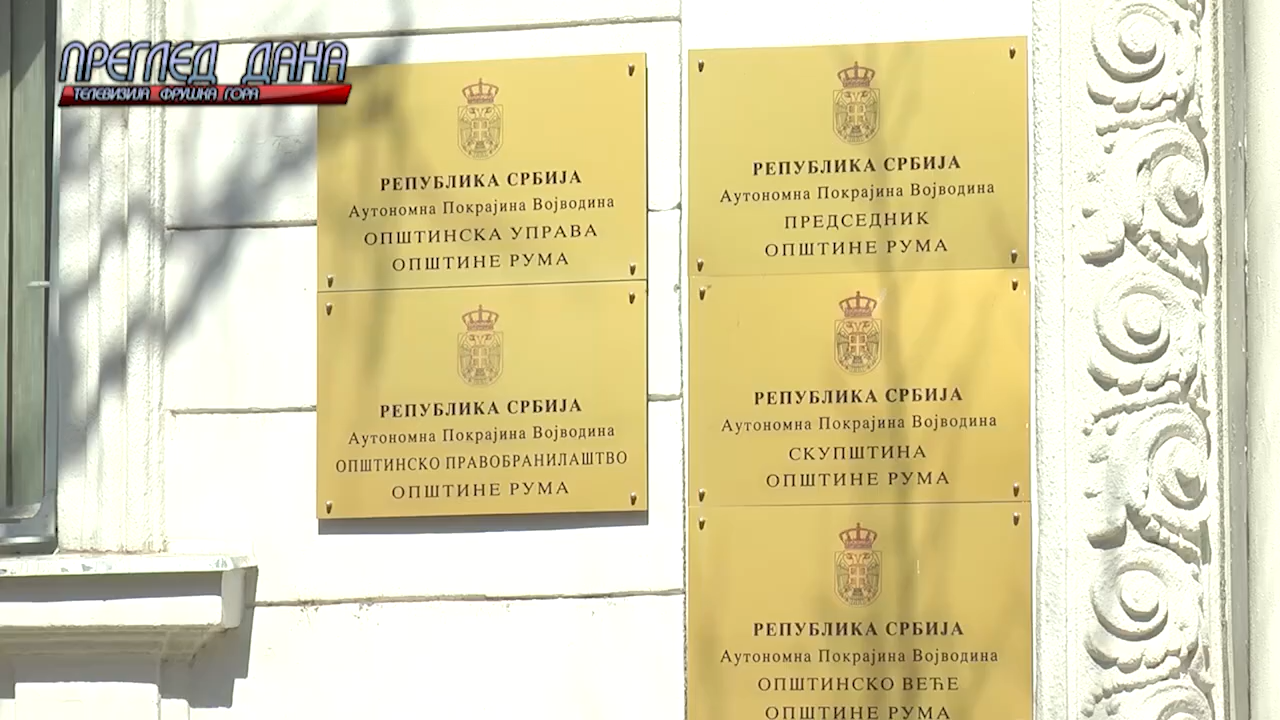 ПРЕГЛЕД ДАНА
ТЕЛЕВИЗИЈА ФРУШКА ГОРА
РЕПУБЛИКА СРБИЈА
Аутономна Покрајина Војводина
ОПШТИНСКА УПРАВА
ОПШТИНЕ РУМА
РЕПУБЛИКА СРБИЈА
Аутономна Покрајина Војводина
ОПШТИНСКО ПРАВОБРАНИЛАШТВО
ОПШТИНЕ РУМА
РЕПУБЛИКА СРБИЈА
Аутономна Покрајина Војводина
ПРЕДСЕДНИК
ОПШТИНЕ РУМА
РЕПУБЛИКА СРБИЈА
Аутономна Покрајина Војводина
СКУПШТИНА
ОПШТИНЕ РУМА
РЕПУБЛИКА СРБИЈА
Аутономна Покрајина Војводина
ОПШТИНСКО ВЕЋЕ
ОПШТИНЕ РУМА